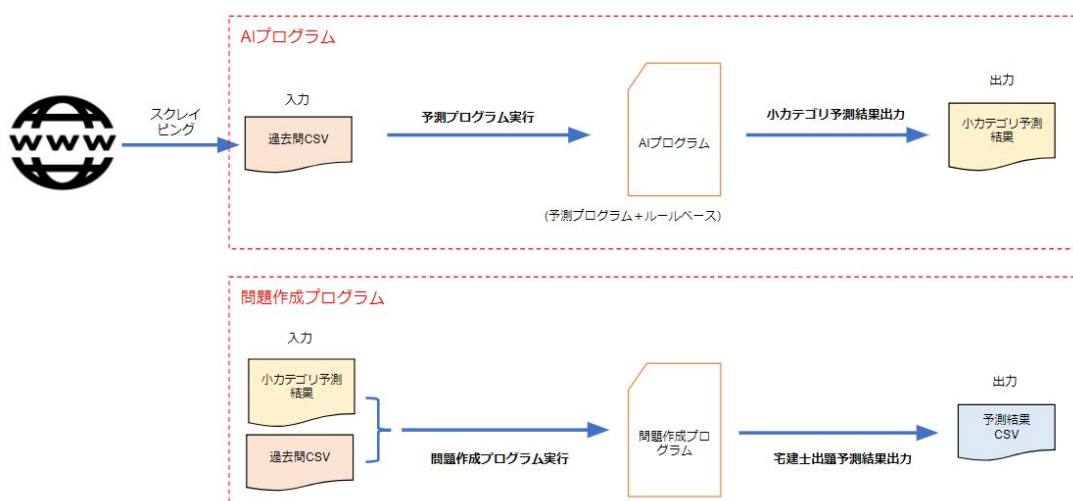 AIプログラム
WWW
スクレイ
ピング
入力
過去問CSV
予測プログラム実行
AIプログラム
(予測プログラム+ルールベース)
小カテゴリ予測結果出力
出力
小カテゴリ予測
結果
問題作成プログラム
入力
小カテゴリ予測
結果
過去問CSV
問題作成プログラム実行
問題作成プロ
グラム
宅建士出題予測結果出力
出力
予測結果
CSV